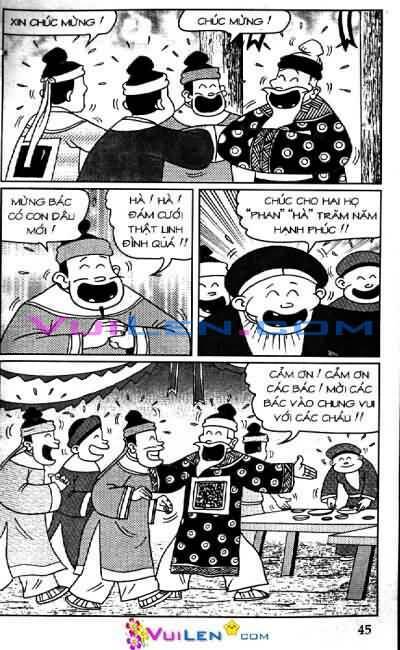 XIN CHÚC MỪNG !
CHÚC MỪNG !
MỪNG BÁC
CÓ CON DÂU
MỚI !
HÀ ! HÀ !
ĐÁM CƯỚI
THẬT LINH
ĐÌNH QUÁ !
CHÚC CHO HAI HỌ
"PHAN" "HÀ" TRĂM NĂM
HẠNH PHÚC !!
VUILEN.COM
CẢM ƠN ! CẢM ƠN
CÁC BÁC ! MỜI CÁC
BÁC VÀO CHUNG VUI
VỚI CÁC CHÁU !!
45
VUILEN.COM